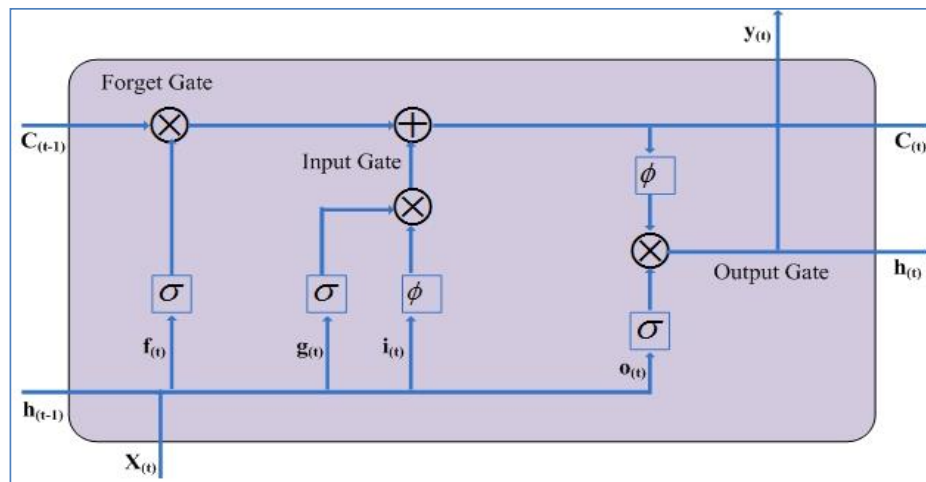 y(t)
Forget Gate
C(t-1)
C(t)
Input Gate
ϕ
Output Gate
h(t)
σ
σ
ϕ
σ
f(t)
g(t)
i(t)
o(t)
h(t-1)
X(t)